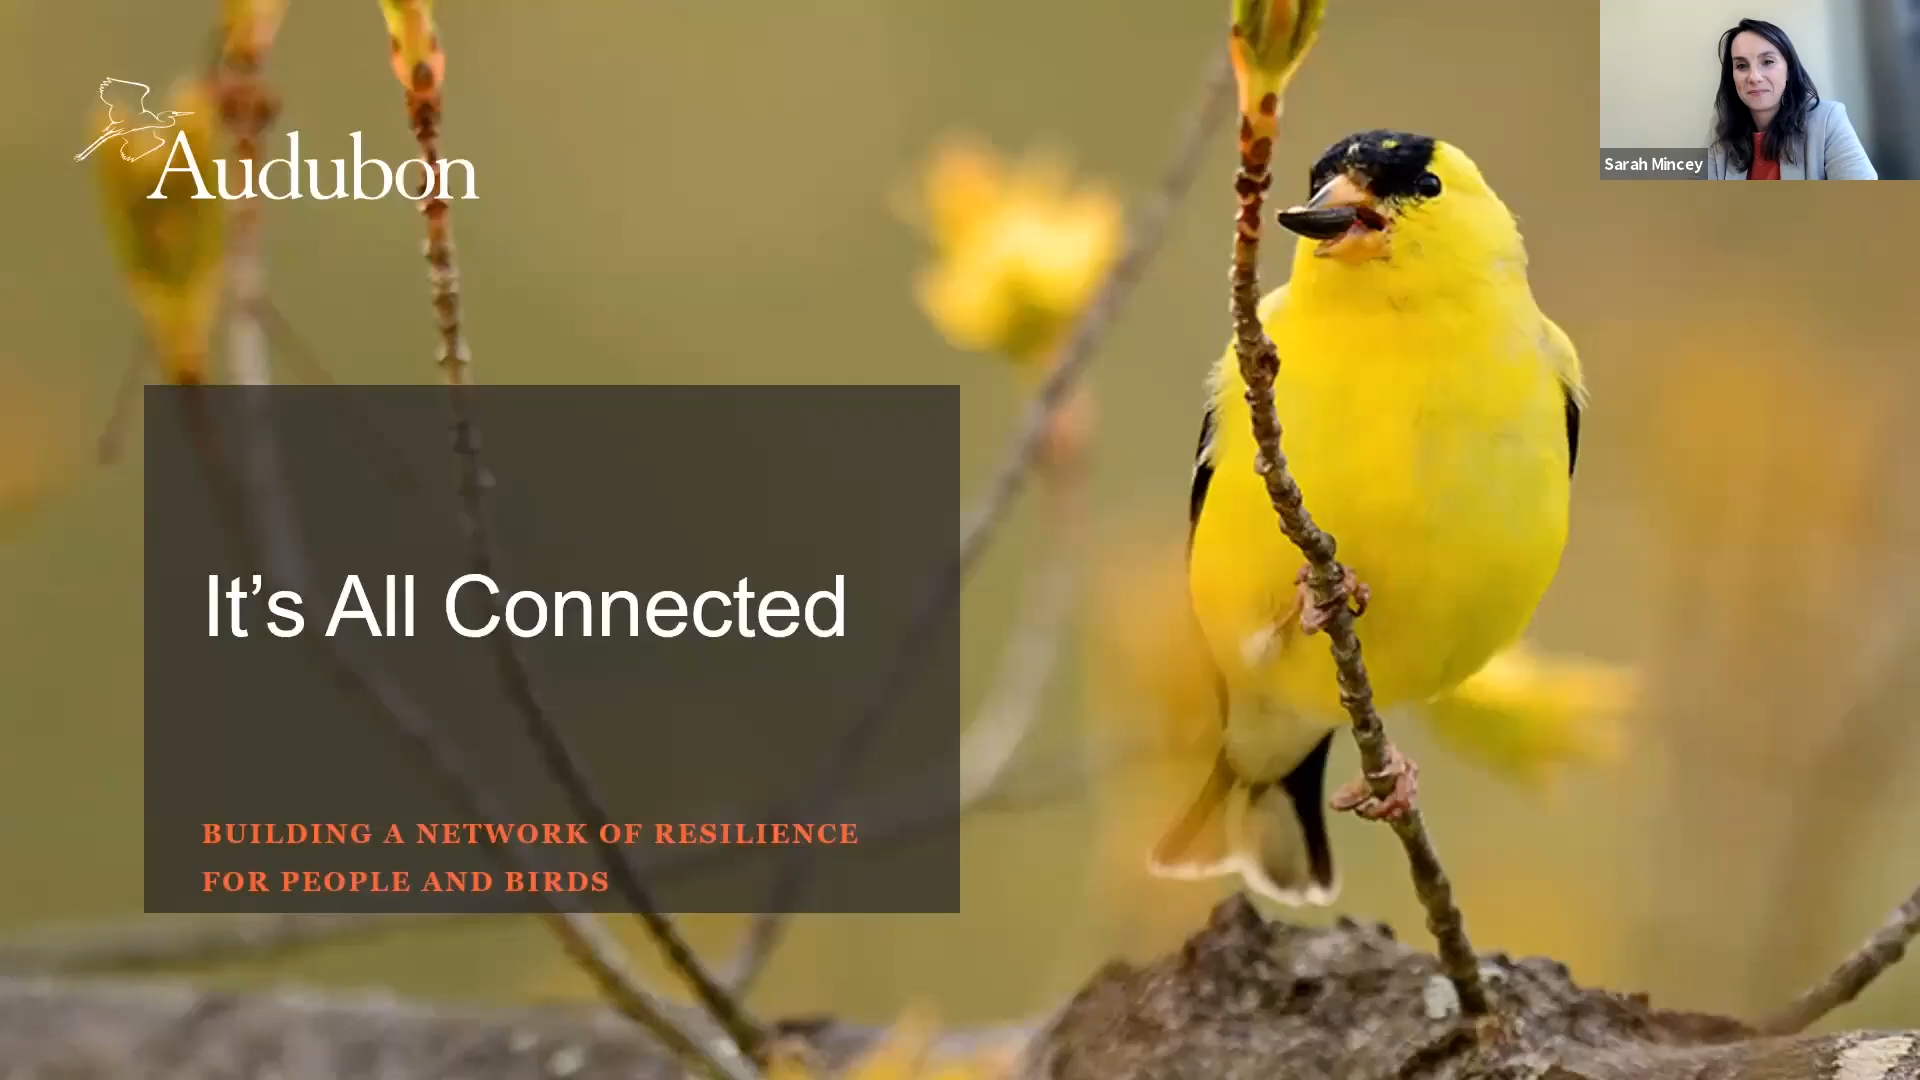 Audubon
Sarah Mincey
It’s All Connected
BUILDING A NETWORK OF RESILIENCE
FOR PEOPLE AND BIRDS